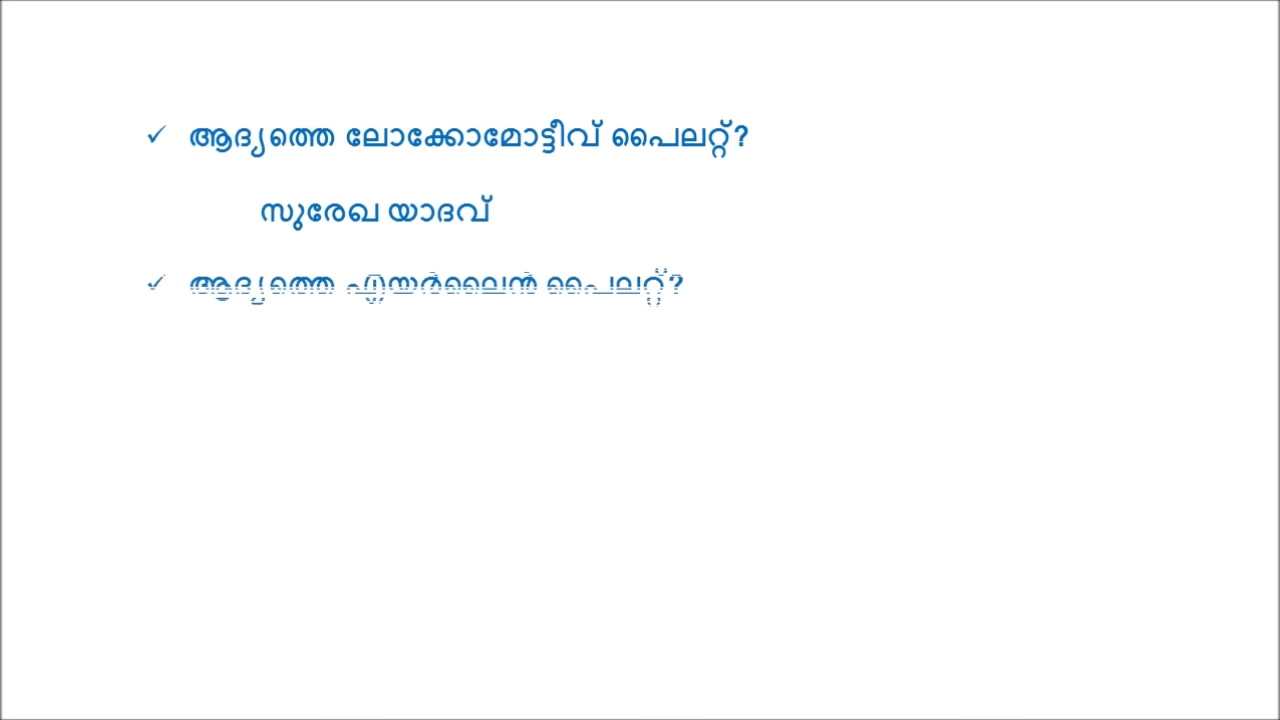 ✓ ആദ്യത്തെ ലോക്കോമോട്ടീവ് പൈലറ്റ്?
സുരേഖ യാദവ്
✓ ആദ്യത്തെ എയർലൈൻ പൈലറ്റ്?